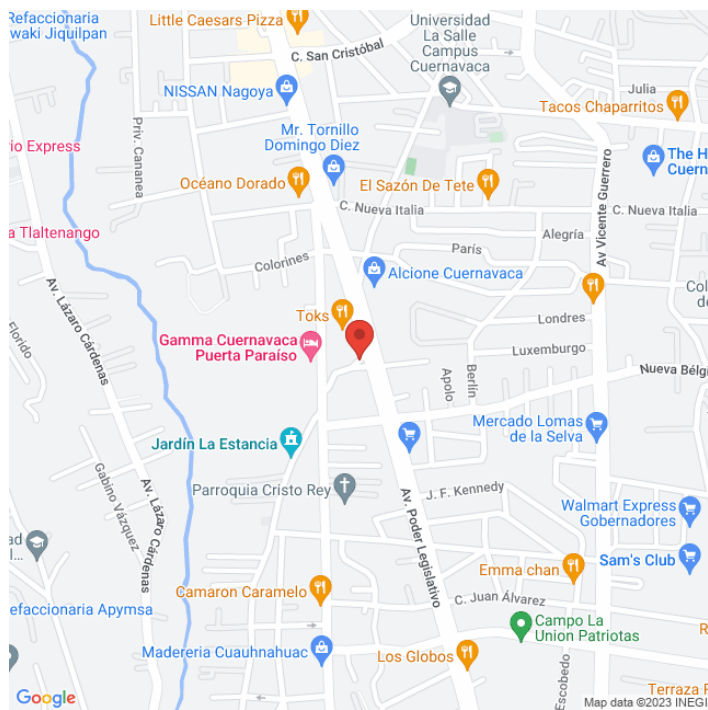 Refaccionaria
waki Jiquilpan
Little Caesars Pizza
Universidad
La Salle
Campus
Cuernavaca
C. San Cristóbal
NISSAN Nagoya
Julia
Tacos Chaparritos
Priv. Cananea
Mr. Tornillo
Domingo Diez
rio Express
The H
Cuern
Océano Dorado
El Sazón De Tete
Av Vicente Guerrero
C. Nueva Italia
C. Nueva Italia
a Tlaltenango
Alegría
París
Colorines
Alcione Cuernavaca
Col
de
Av. Lázaro Cárdenas
Toks
Londres
Florido
Gamma Cuernavaca
Puerta Paraíso
Luxemburgo
Apolo
Berlín
Nueva Bélg
Mercado Lomas
de la Selva
Jardín La Estancia
Gabino Vázquez
Av. Lázaro Cárdenas
Parroquia Cristo Rey
J. F. Kennedy
Av. Poder Legislativo
Walmart Express
Gobernadores
ad
l...
Sam's Club
Emma chan
Camaron Caramelo
C. Juan Álvarez
efaccionaria Apymsa
Campo La
Union Patriotas
R
Madereria Cuauhnahuac
Los Globos
Escobedo
Terraza F
Google
Map data ©2023 INEGI